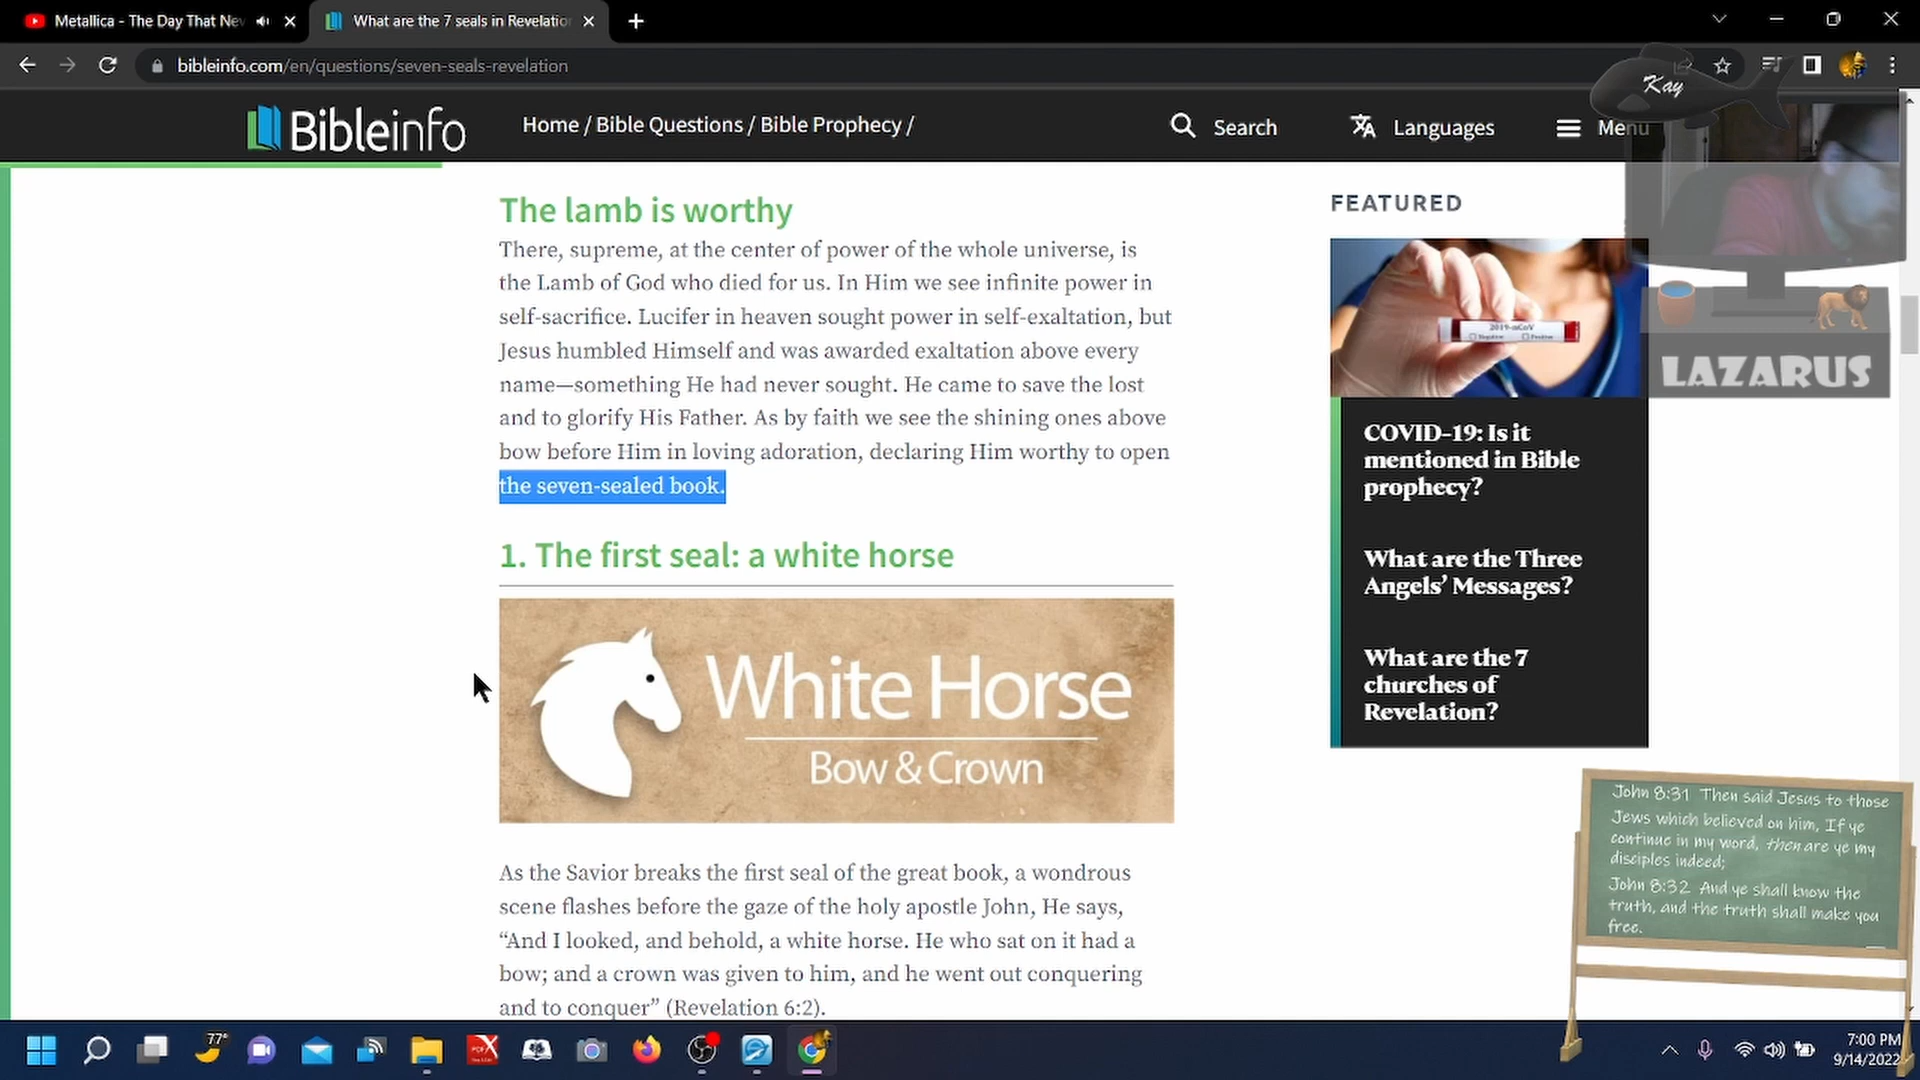 Metallica - The Day That Nev
What are the 7 seals in Revelation
bibleinfo.com/en/questions/seven-seals-revelation
Kay
Bibleinfo
Home / Bible Questions / Bible Prophecy /
Search
Languages
Menu
The lamb is worthy
There, supreme, at the center of power of the whole universe, is
the Lamb of God who died for us. In Him we see infinite power in
self-sacrifice. Lucifer in heaven sought power in self-exaltation, but
Jesus humbled Himself and was awarded exaltation above every
name—something He had never sought. He came to save the lost
and to glorify His Father. As by faith we see the shining ones above
bow before Him in loving adoration, declaring Him worthy to open
the seven-sealed book.
1. The first seal: a white horse
White Horse
Bow & Crown
As the Savior breaks the first seal of the great book, a wondrous
scene flashes before the gaze of the holy apostle John, He says,
“And I looked, and behold, a white horse. He who sat on it had a
bow; and a crown was given to him, and he went out conquering
and to conquer” (Revelation 6:2).
FEATURED
2019-nCoV
Negative Positive
LAZARUS
COVID-19: Is it
mentioned in Bible
prophecy?
What are the Three
Angels’ Messages?
What are the 7
churches of
Revelation?
John 8:31 Then said Jesus to those
Jews which believed on him, If ye
continue in my word, then are ye my
disciples indeed;
John 8:32 And ye shall know the
truth, and the truth shall make you
free.
77°
PDF-X
7:00 PM
9/14/2022